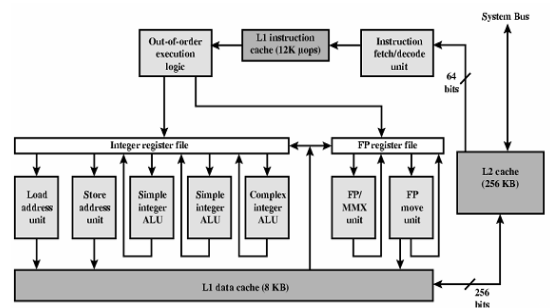 System Bus
Out-of-order
execution
logic
L1 instruction
cache (12K μops)
Instruction
fetch/decode
unit
64
bits
Integer register file
FP register file
L2 cache
(256 KB)
Load
address
unit
Store
address
unit
Simple
integer
ALU
Simple
integer
ALU
Complex
integer
ALU
FP/
MMX
unit
FP
move
unit
L1 data cache (8 KB)
256
bits